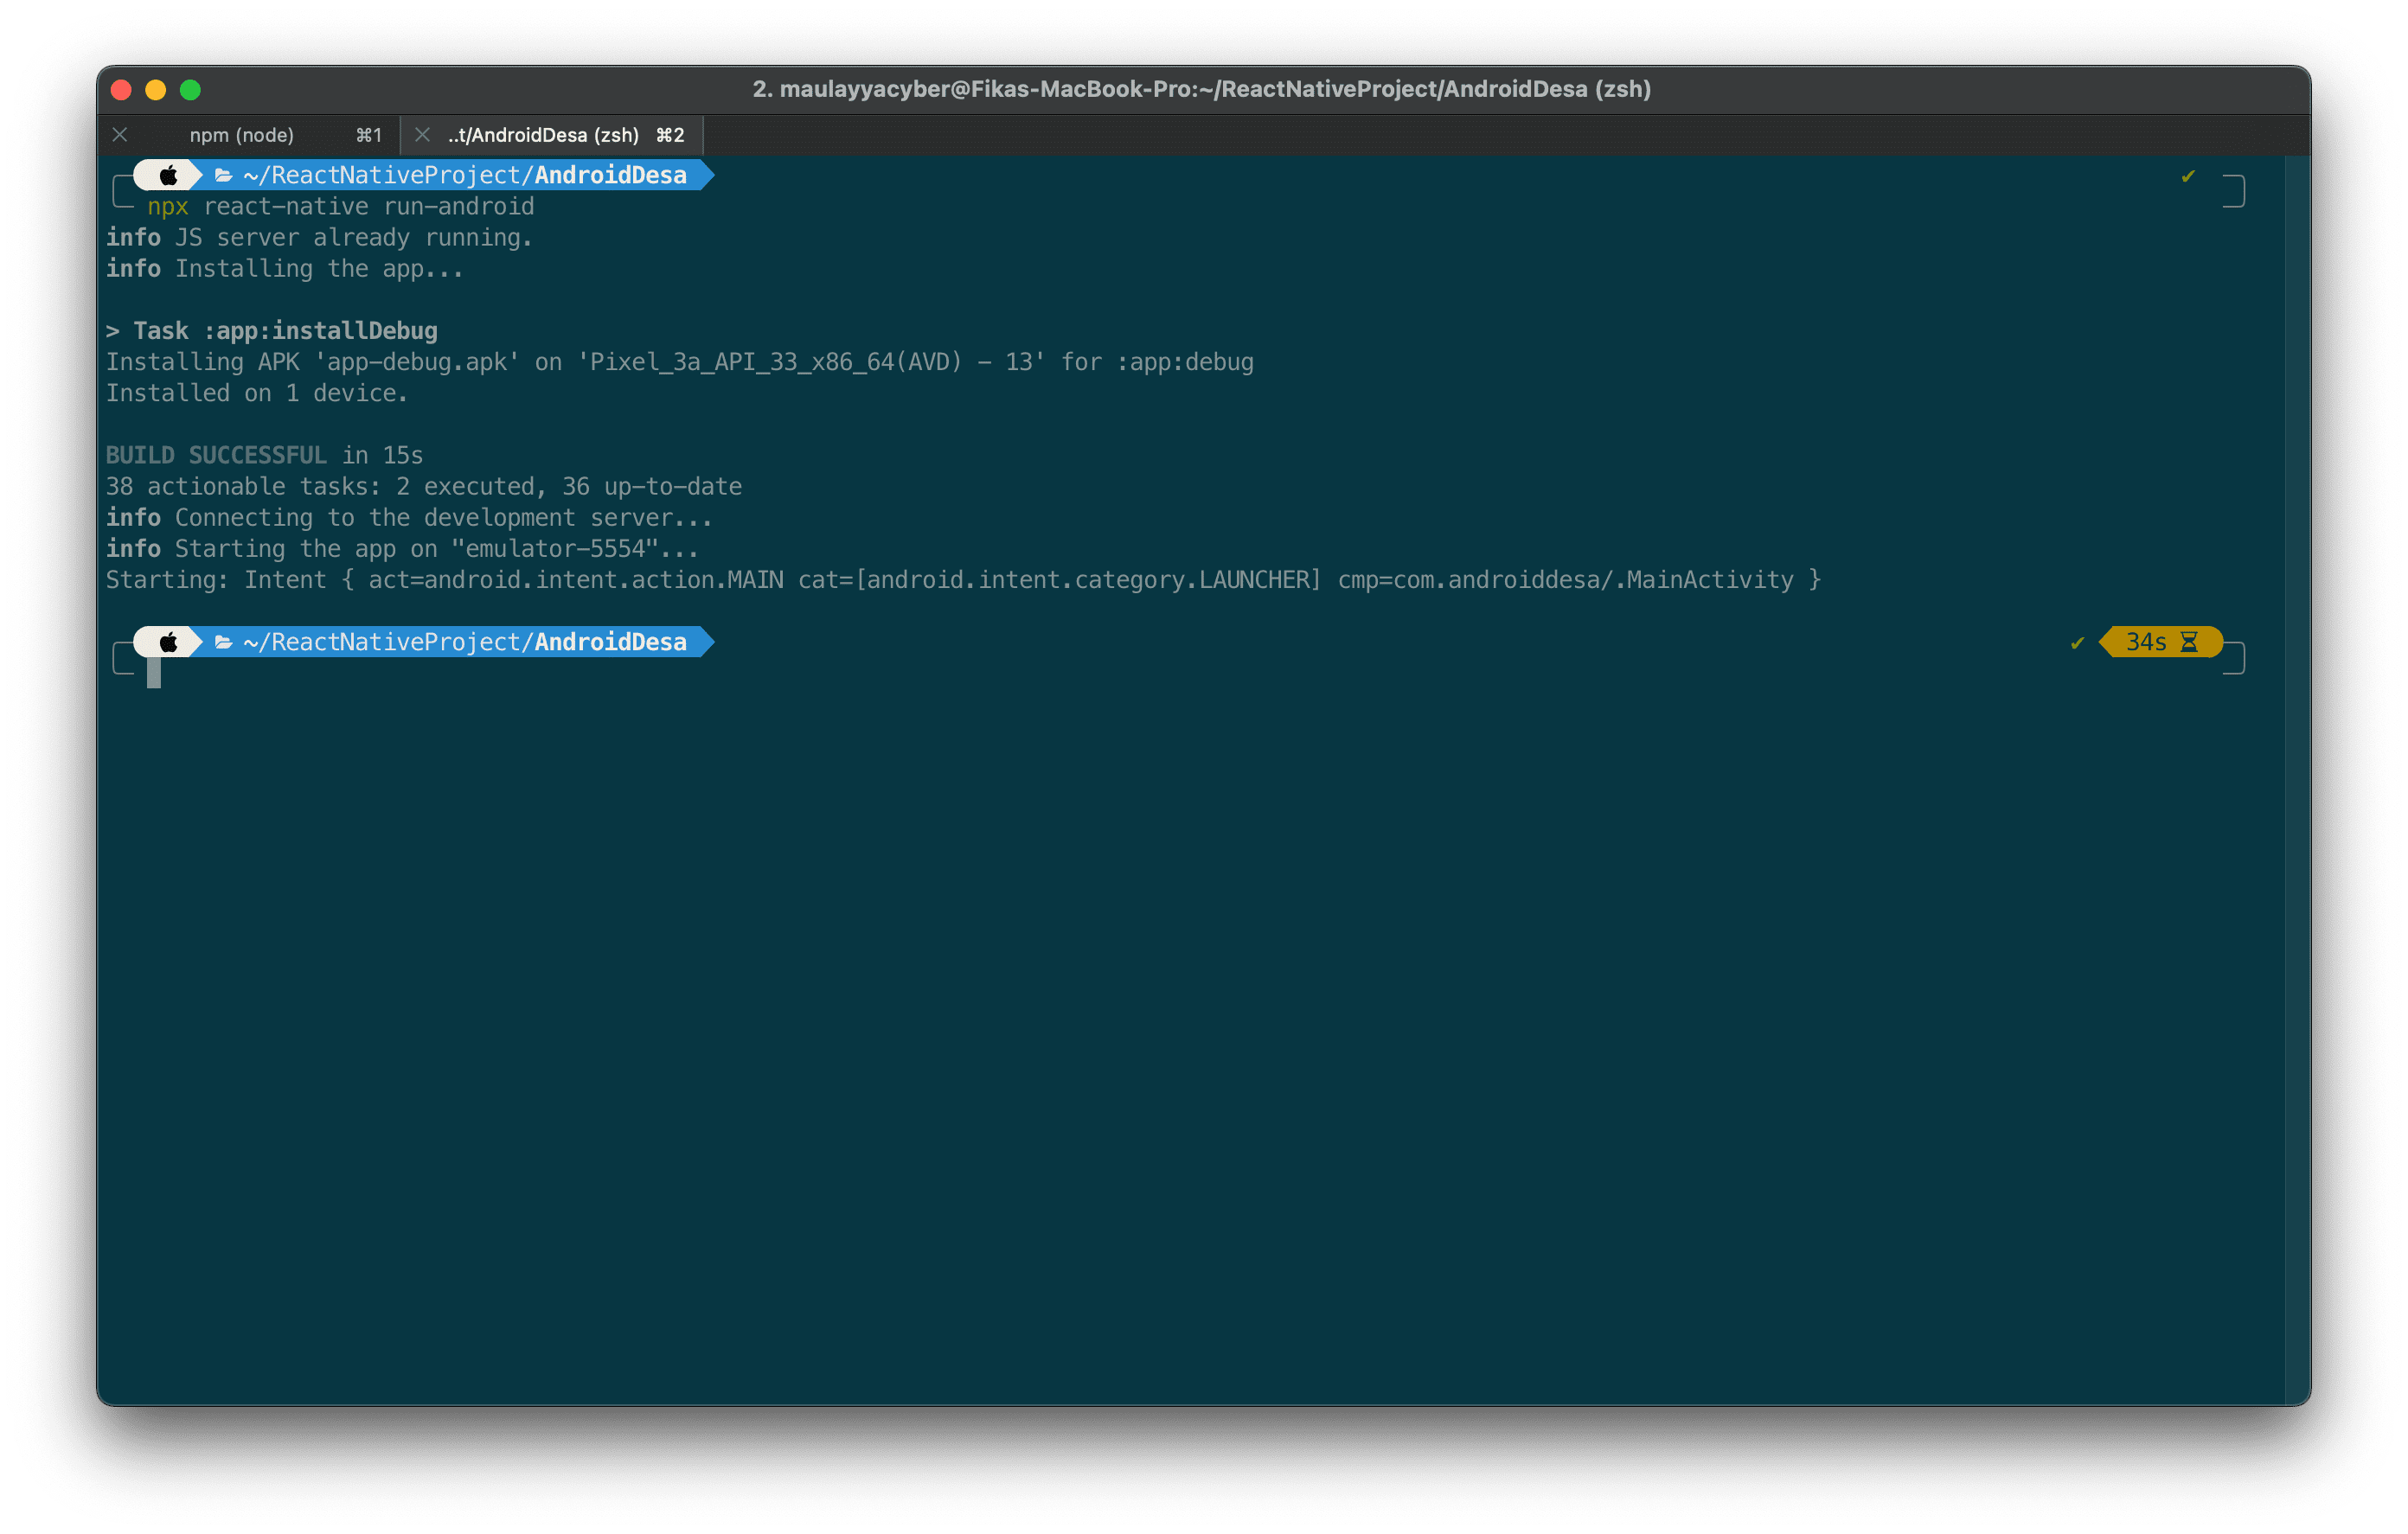 2. maulayyacyber@Fikas-MacBook-Pro:~/ReactNativeProject/AndroidDesa (zsh)
npm (node) ⌘1 ..t/AndroidDesa (zsh) ⌘2
~/ReactNativeProject/AndroidDesa ✔
npx react-native run-android
info JS server already running.
info Installing the app...
> Task :app:installDebug
Installing APK 'app-debug.apk' on 'Pixel_3a_API_33_x86_64(AVD) - 13' for :app:debug
Installed on 1 device.
BUILD SUCCESSFUL in 15s
38 actionable tasks: 2 executed, 36 up-to-date
info Connecting to the development server...
info Starting the app on "emulator-5554"...
Starting: Intent { act=android.intent.action.MAIN cat=[android.intent.category.LAUNCHER] cmp=com.androiddesa/.MainActivity }
~/ReactNativeProject/AndroidDesa ✔ 34s